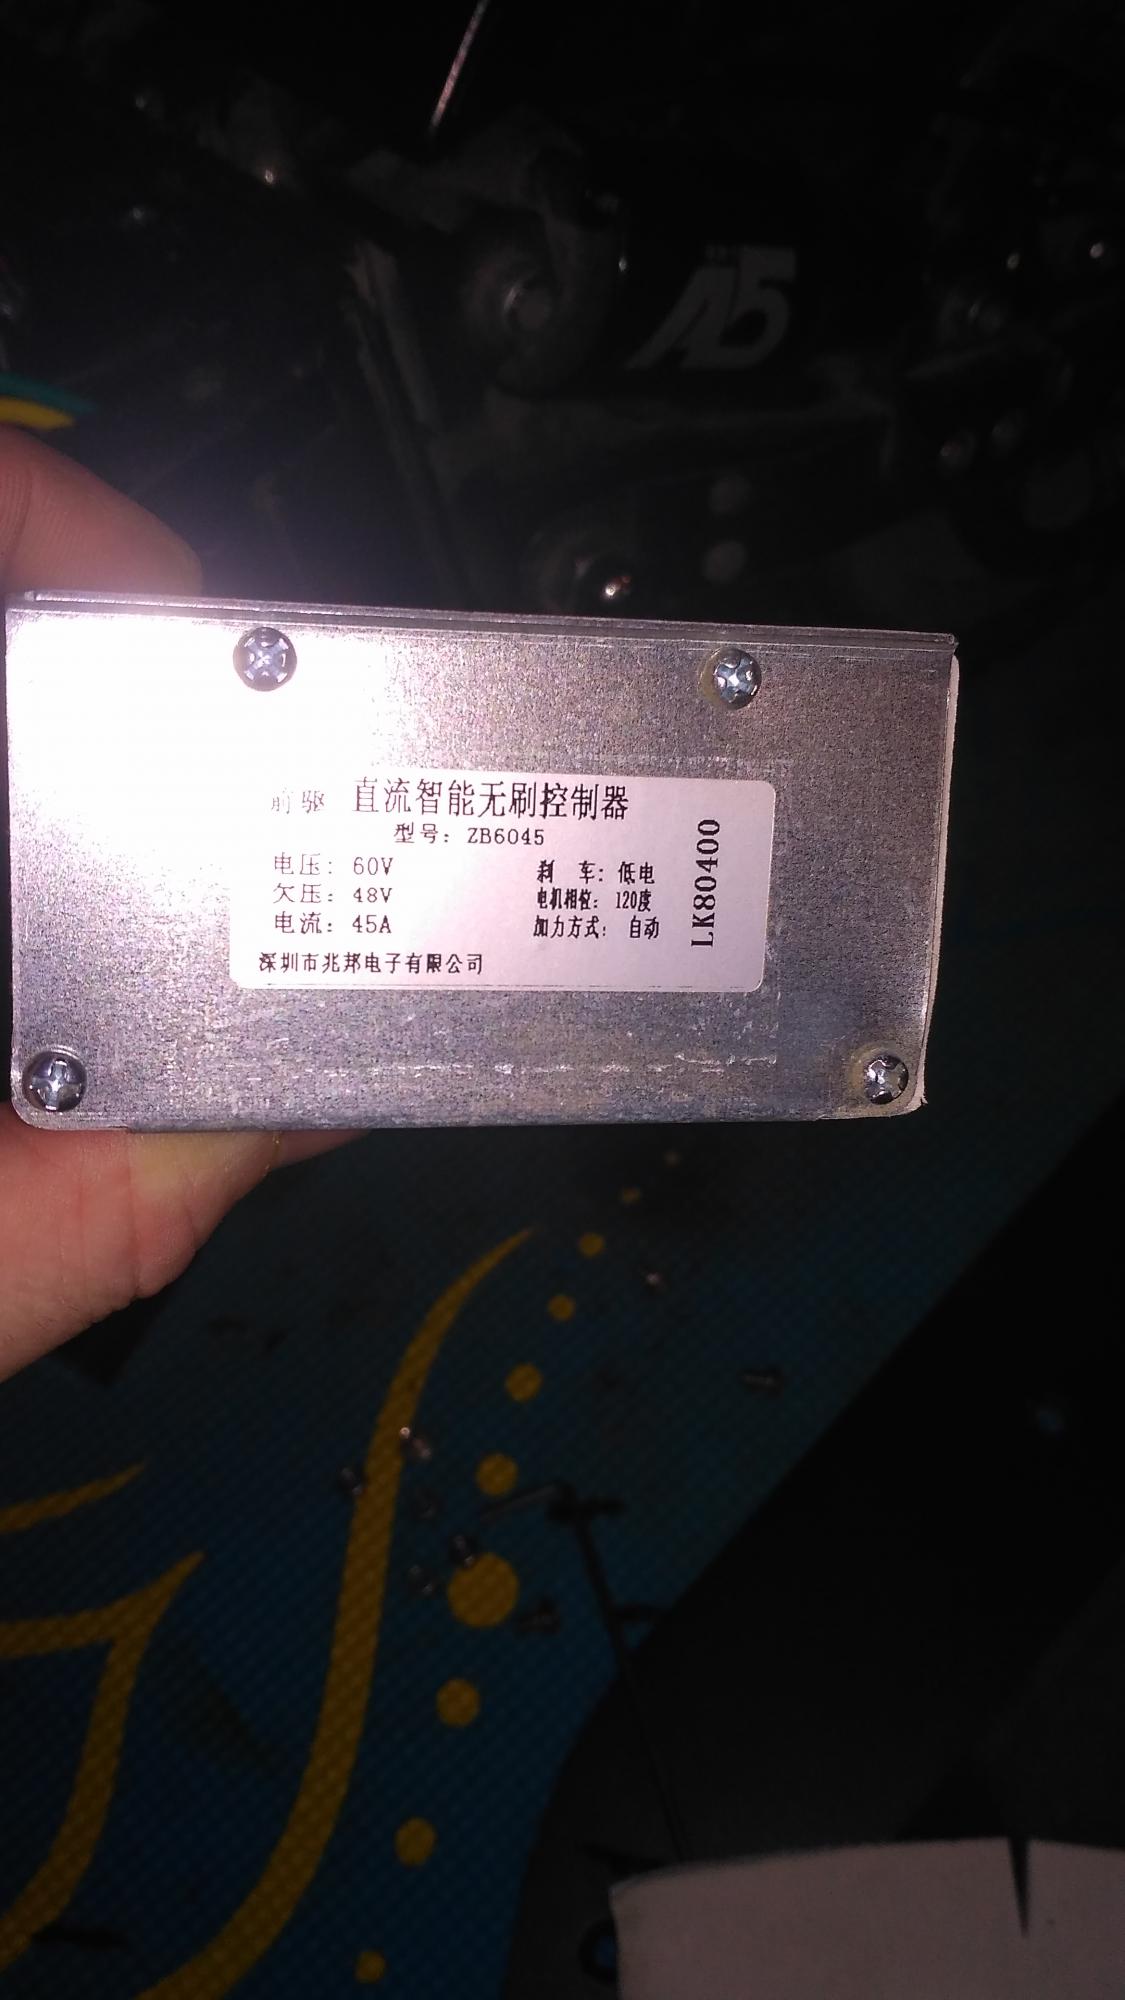 A5
前驱 直流智能无刷控制器
型号: ZB6045
电压: 60V
欠压: 48V
电流: 45A
刹 车: 低电
电机相位: 120度
加力方式: 自动
LK80400
深圳市兆邦电子有限公司